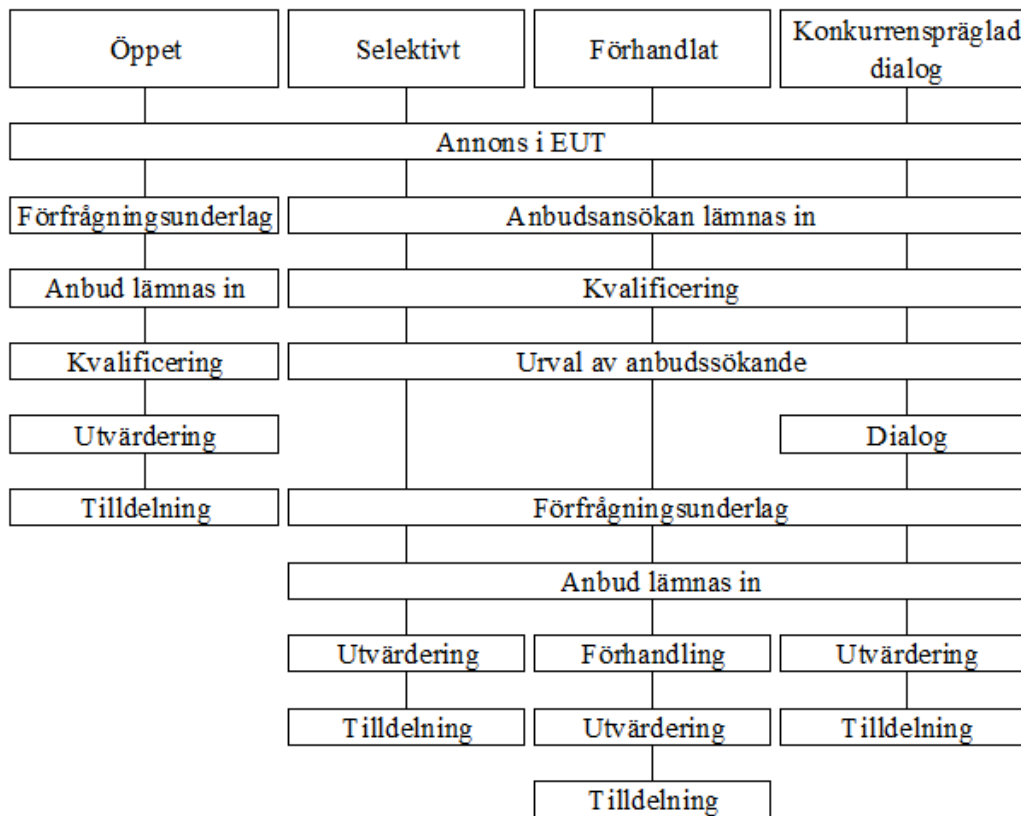 Öppet
Selektivt
Förhandlat
Konkurrenspräglad
dialog
Annons i EUT
Förfrågningsunderlag
Anbudsansökan lämnas in
Anbud lämnas in
Kvalificering
Kvalificering
Urval av anbudssökande
Utvärdering
Dialog
Tilldelning
Förfrågningsunderlag
Anbud lämnas in
Utvärdering
Förhandling
Utvärdering
Tilldelning
Utvärdering
Tilldelning
Tilldelning